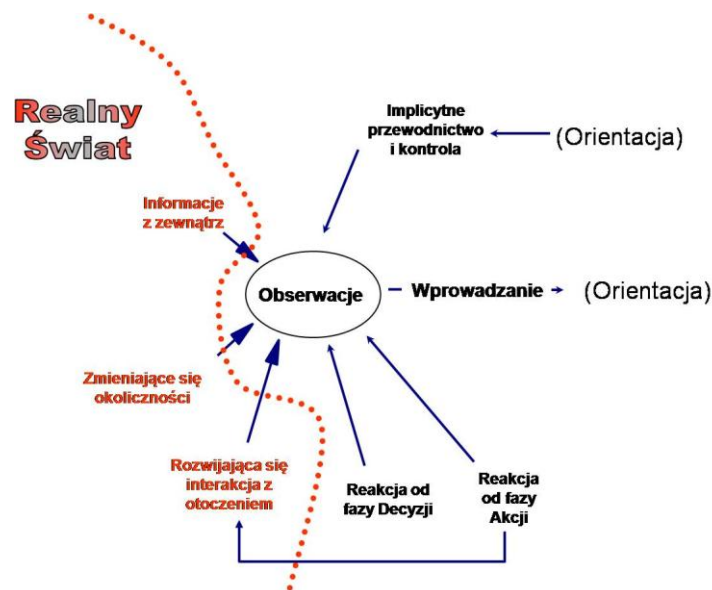 Realny
Świat
Implicytne
przewodnictwo
i kontrola
(Orientacja)
Informacje
z zewnątrz
Obserwacje
Wprowadzanie
(Orientacja)
Zmieniające się
okoliczności
Rozwijająca się
interakcja z
otoczeniem
Reakcja od
fazy Decyzji
Reakcja
od fazy
Akcji